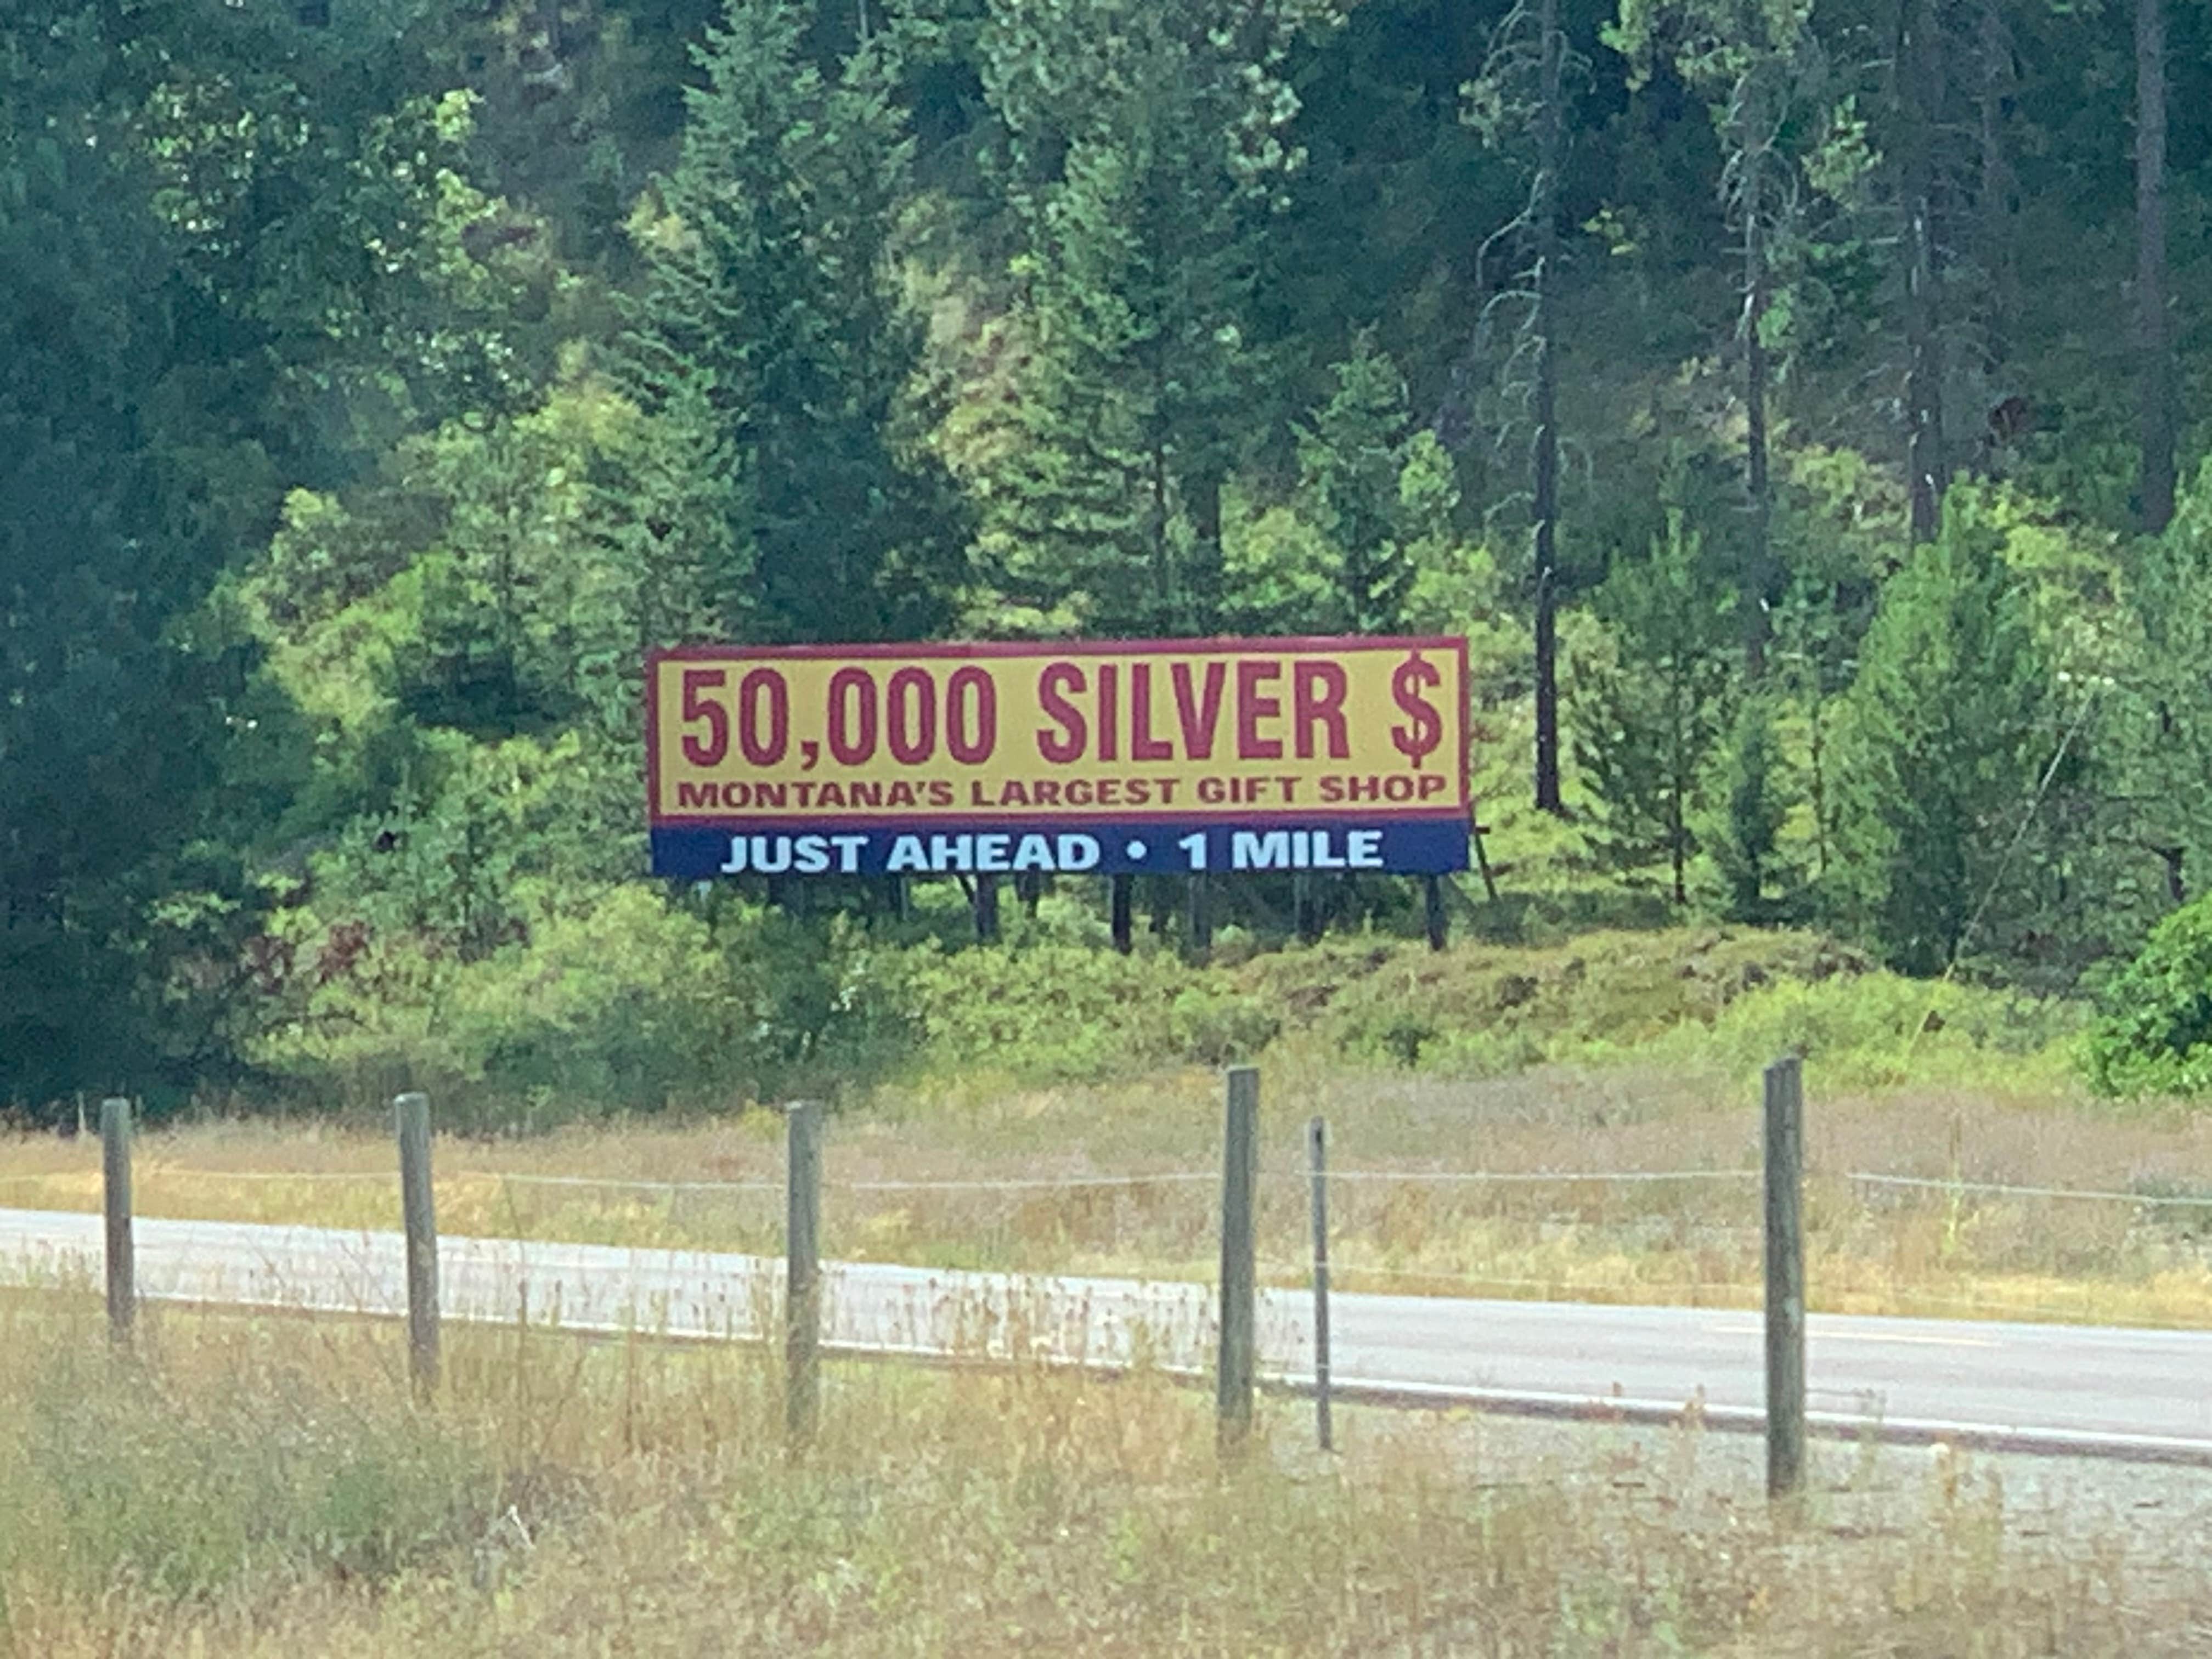 50,000 SILVER $
MONTANA'S LARGEST GIFT SHOP
JUST AHEAD • 1 MILE